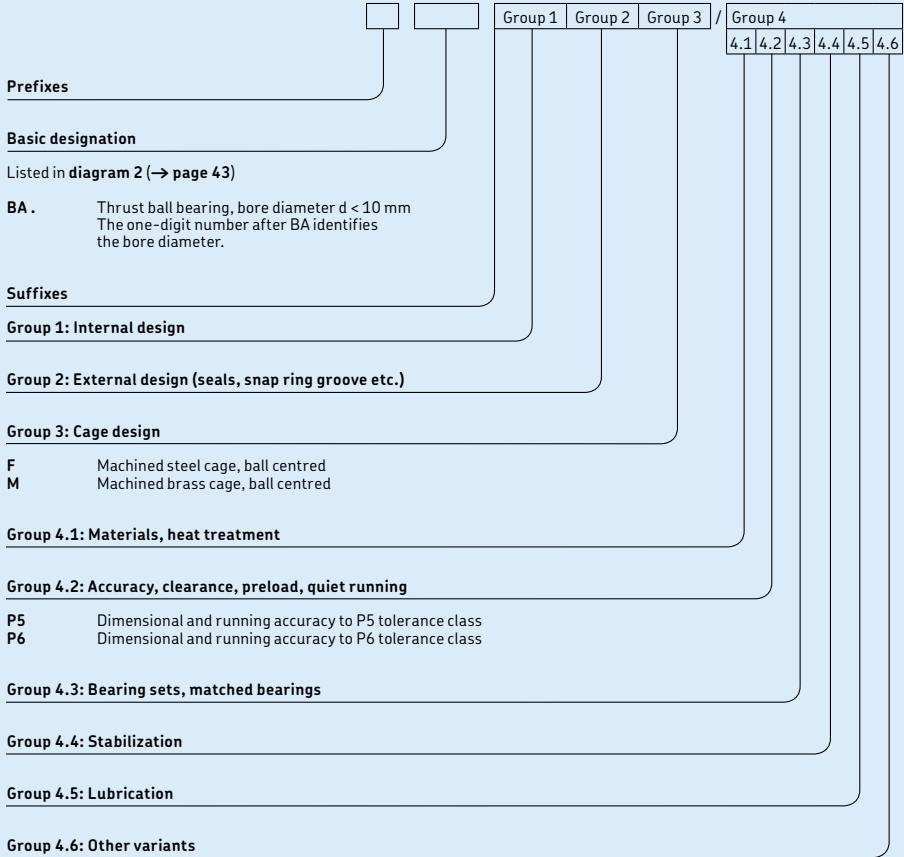 Group 1 Group 2 Group 3 / Group 4
4.1 4.2 4.3 4.4 4.5 4.6
Prefixes
Basic designation
Listed in diagram 2 (→ page 43)
BA . Thrust ball bearing, bore diameter d < 10 mm
The one-digit number after BA identifies
the bore diameter.
Suffixes
Group 1: Internal design
Group 2: External design (seals, snap ring groove etc.)
Group 3: Cage design
F Machined steel cage, ball centred
M Machined brass cage, ball centred
Group 4.1: Materials, heat treatment
Group 4.2: Accuracy, clearance, preload, quiet running
P5 Dimensional and running accuracy to P5 tolerance class
P6 Dimensional and running accuracy to P6 tolerance class
Group 4.3: Bearing sets, matched bearings
Group 4.4: Stabilization
Group 4.5: Lubrication
Group 4.6: Other variants